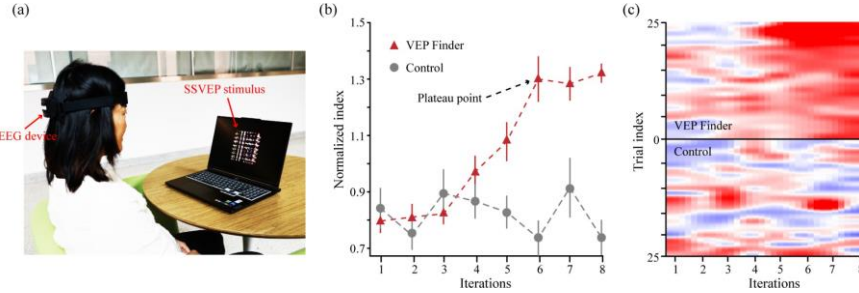 (a)
SSVEP stimulus
EEG device
(b)
Normalized index
1.5
1.3
1.1
0.9
0.7
VEP Finder
Control
Plateau point
1 2 3 4 5 6 7 8
Iterations
(c)
Trial index
25
0
25
VEP Finder
Control
1 2 3 4 5 6 7 8
Iterations